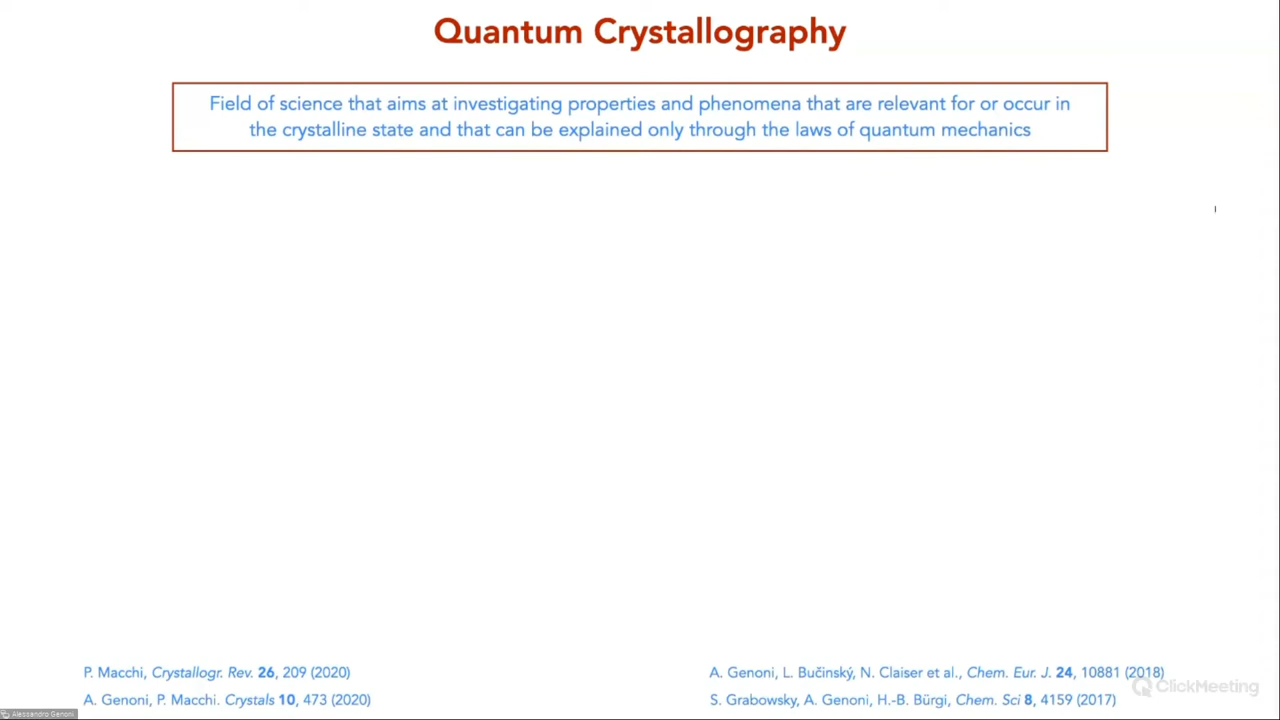 Quantum Crystallography
Field of science that aims at investigating properties and phenomena that are relevant for or occur in
the crystalline state and that can be explained only through the laws of quantum mechanics
P. Macchi, Crystallogr. Rev. 26, 209 (2020)
A. Genoni, P. Macchi. Crystals 10, 473 (2020)
A. Genoni, L. Bučinský, N. Claiser et al., Chem. Eur. J. 24, 10881 (2018)
S. Grabowsky, A. Genoni, H.-B. Bürgi, Chem. Sci 8, 4159 (2017)
ClickMeeting
Alessandro Genoni